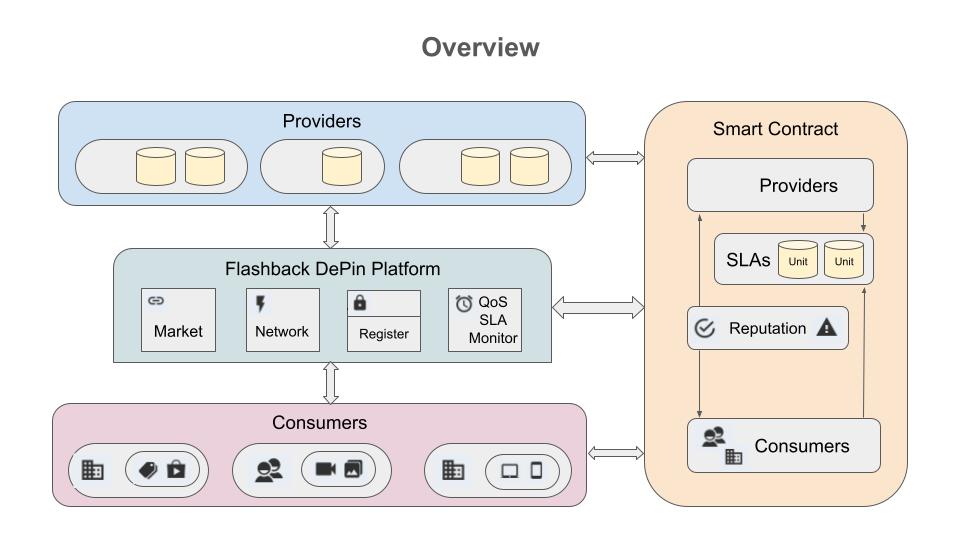 Overview
Providers
Flashback DePin Platform
Market
Network
Register
QoS
SLA
Monitor
Consumers
Smart Contract
Providers
SLAs
Unit
Unit
Reputation
Consumers